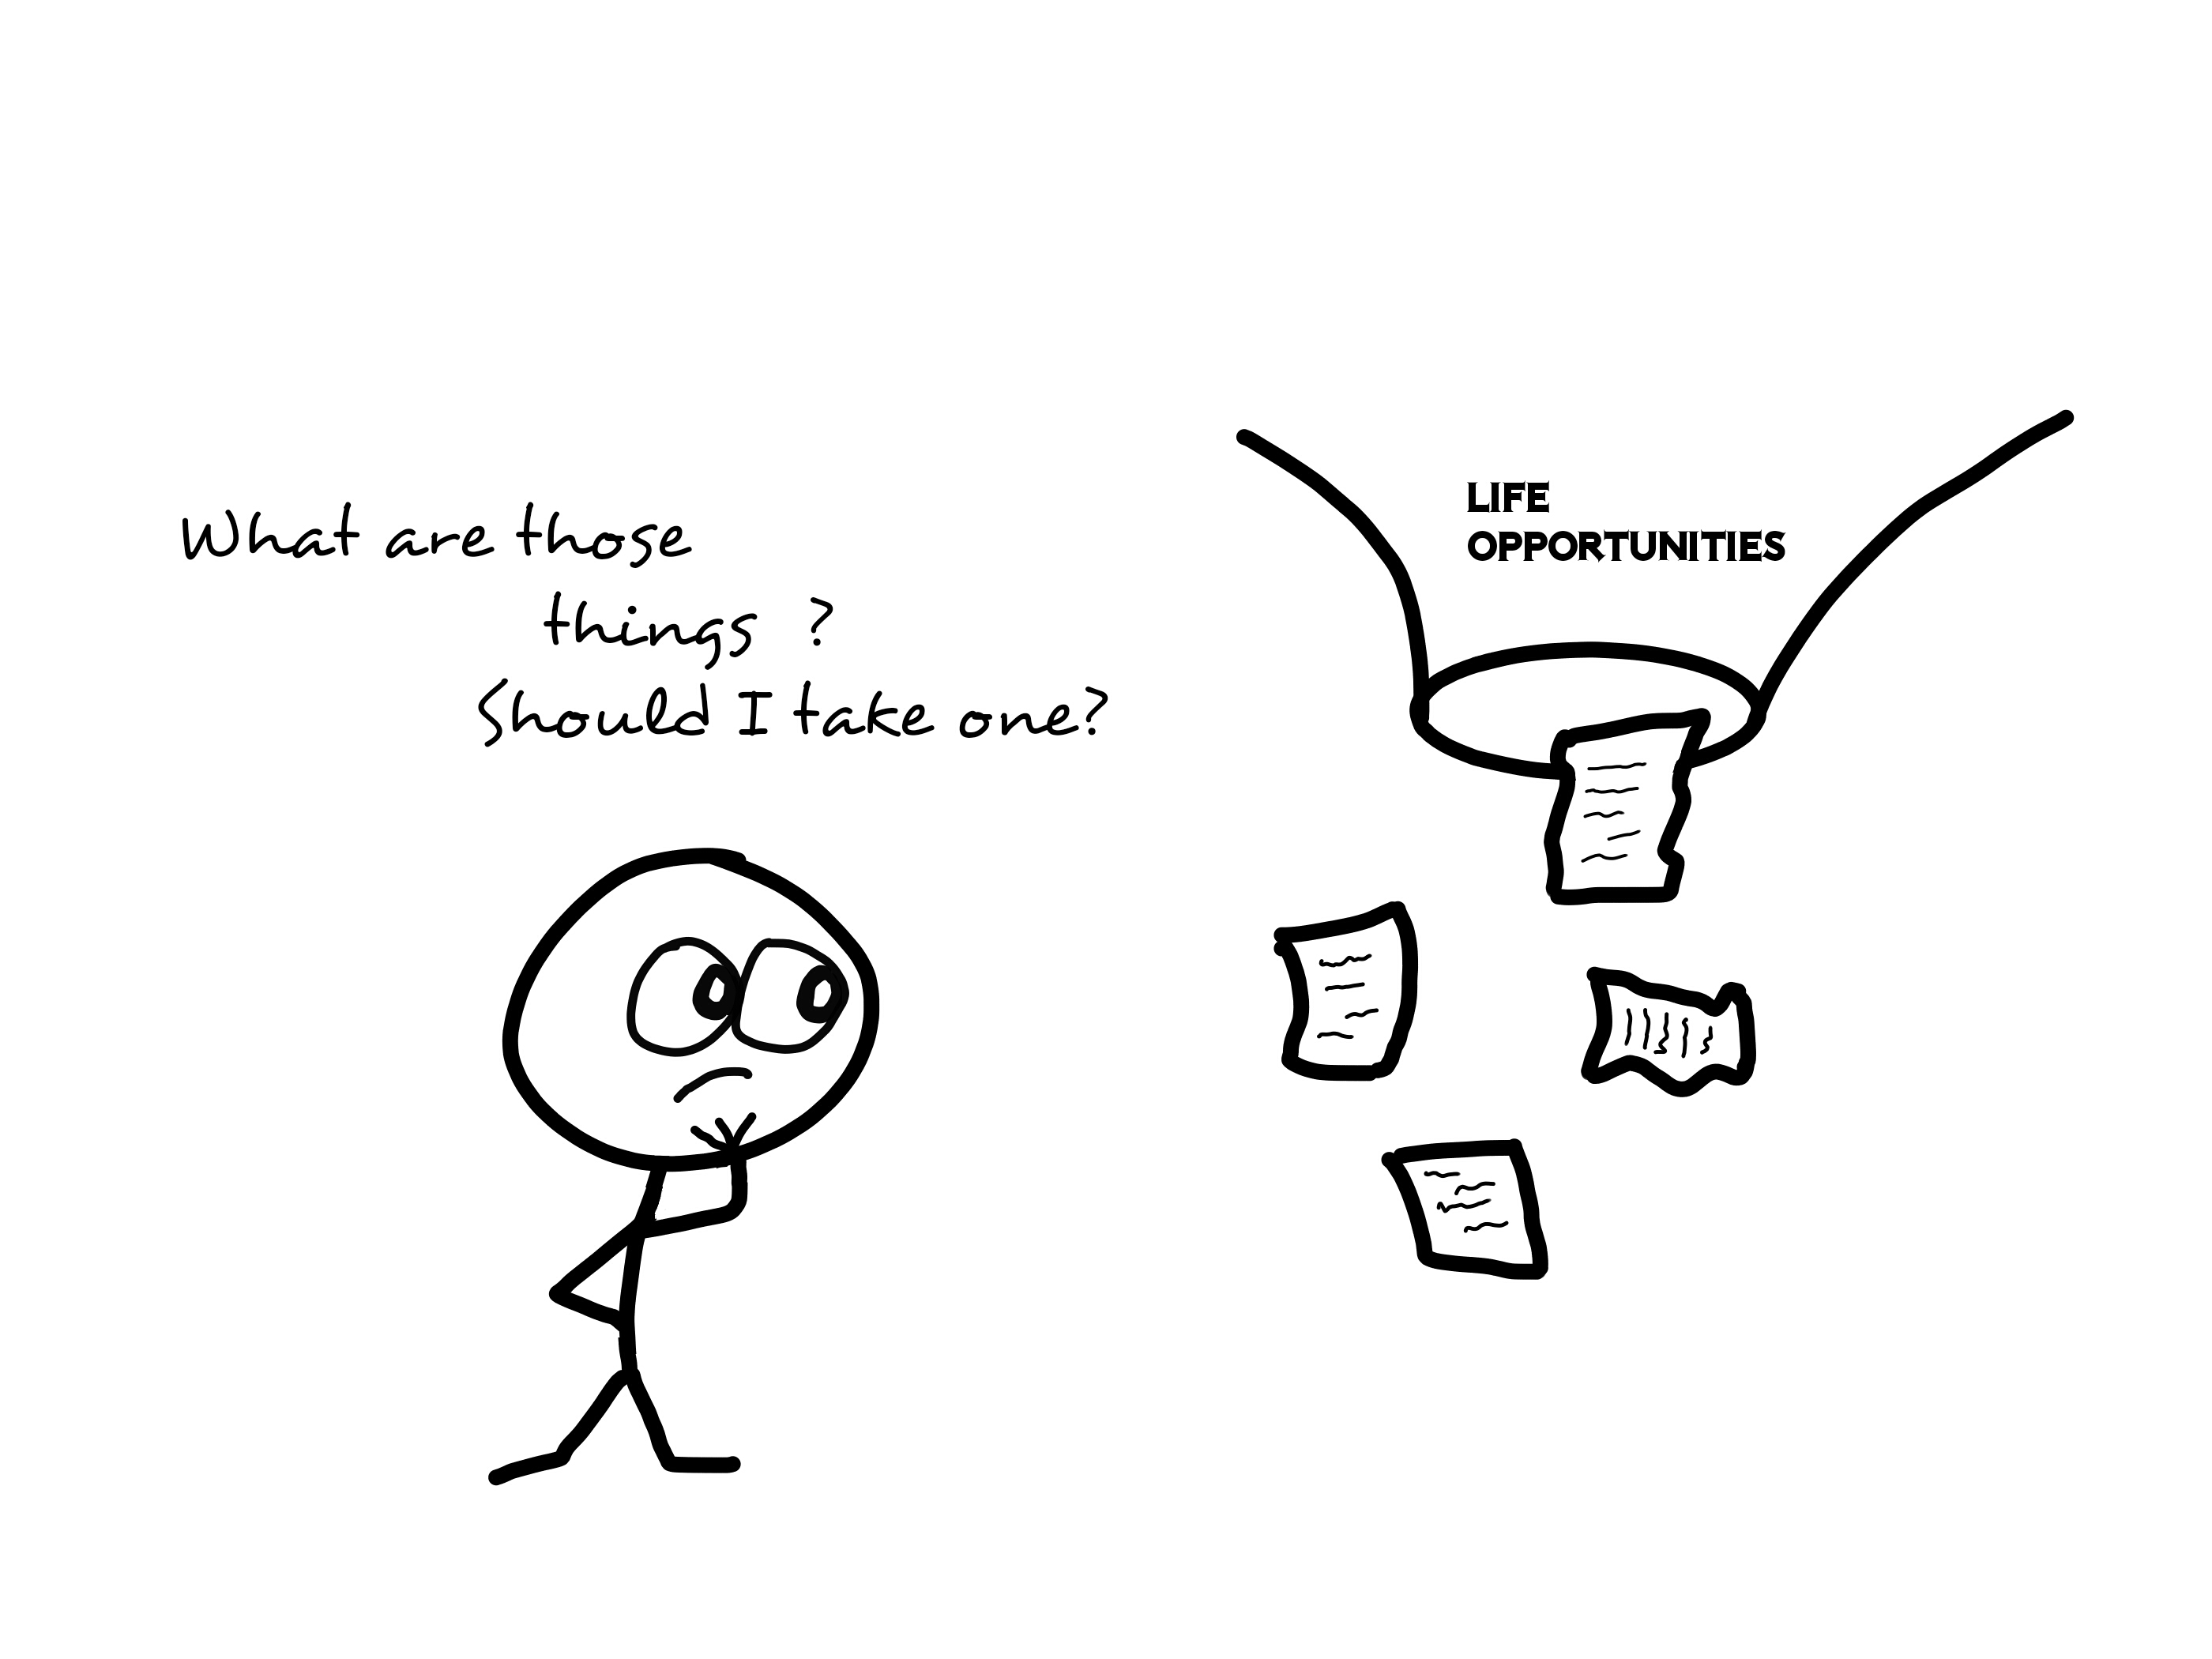 What are those
things ?
Should I take one?
LIFE
OPPORTUNITIES